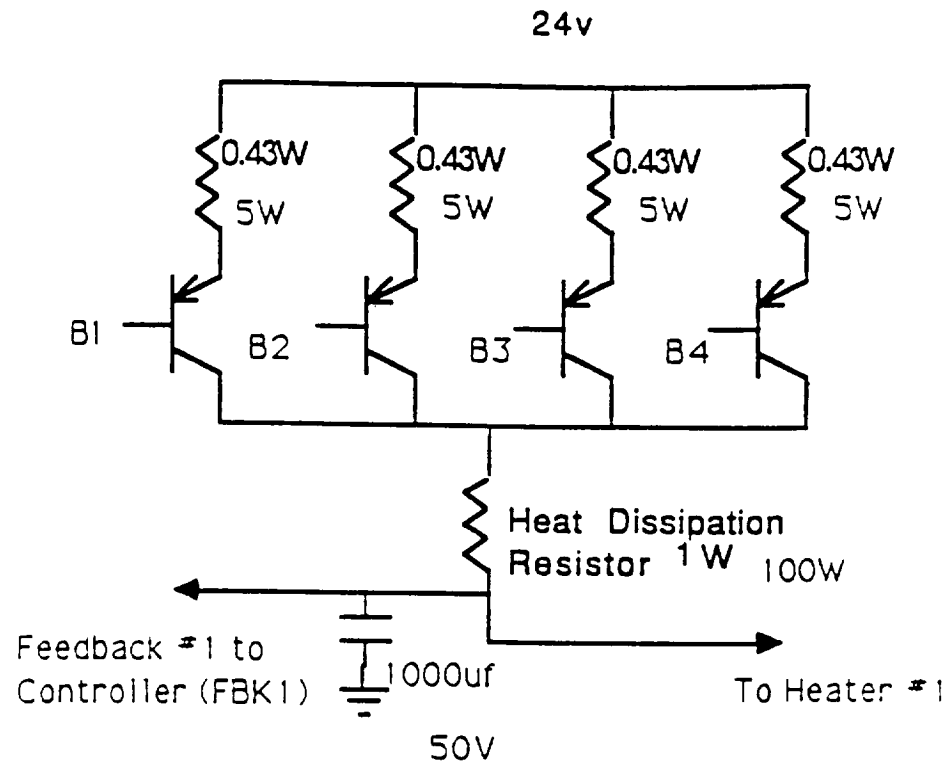 24v
0.43W
0.43W
0.43W
0.43W
5W
5W
5W
5W
B1
B2
B3
B4
Heat Dissipation
Resistor 1W 100W
Feedback #1 to
Controller (FBK1)
1000uf
To Heater #1
50V